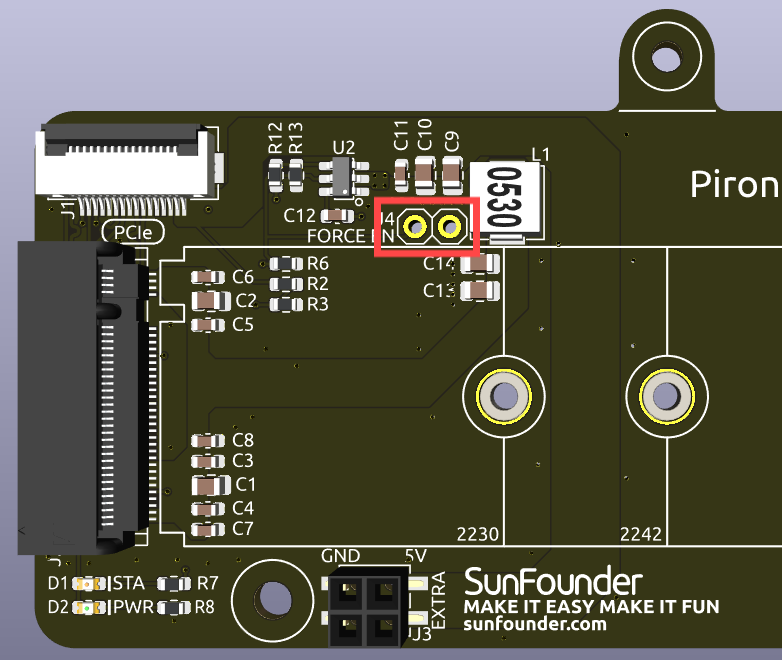 R12
R13
U2
C11
C10
C9
L1
0530
Piron
J1
PCIe
C12
J4
FORCE EN
C14
C13
R6
R2
R3
C6
C2
C5
C8
C3
C1
C4
C7
2230
2242
GND
5V
D1
STA
R7
D2
PWR
R8
EXTRA
J3
SunFounder
MAKE IT EASY MAKE IT FUN
sunfounder.com